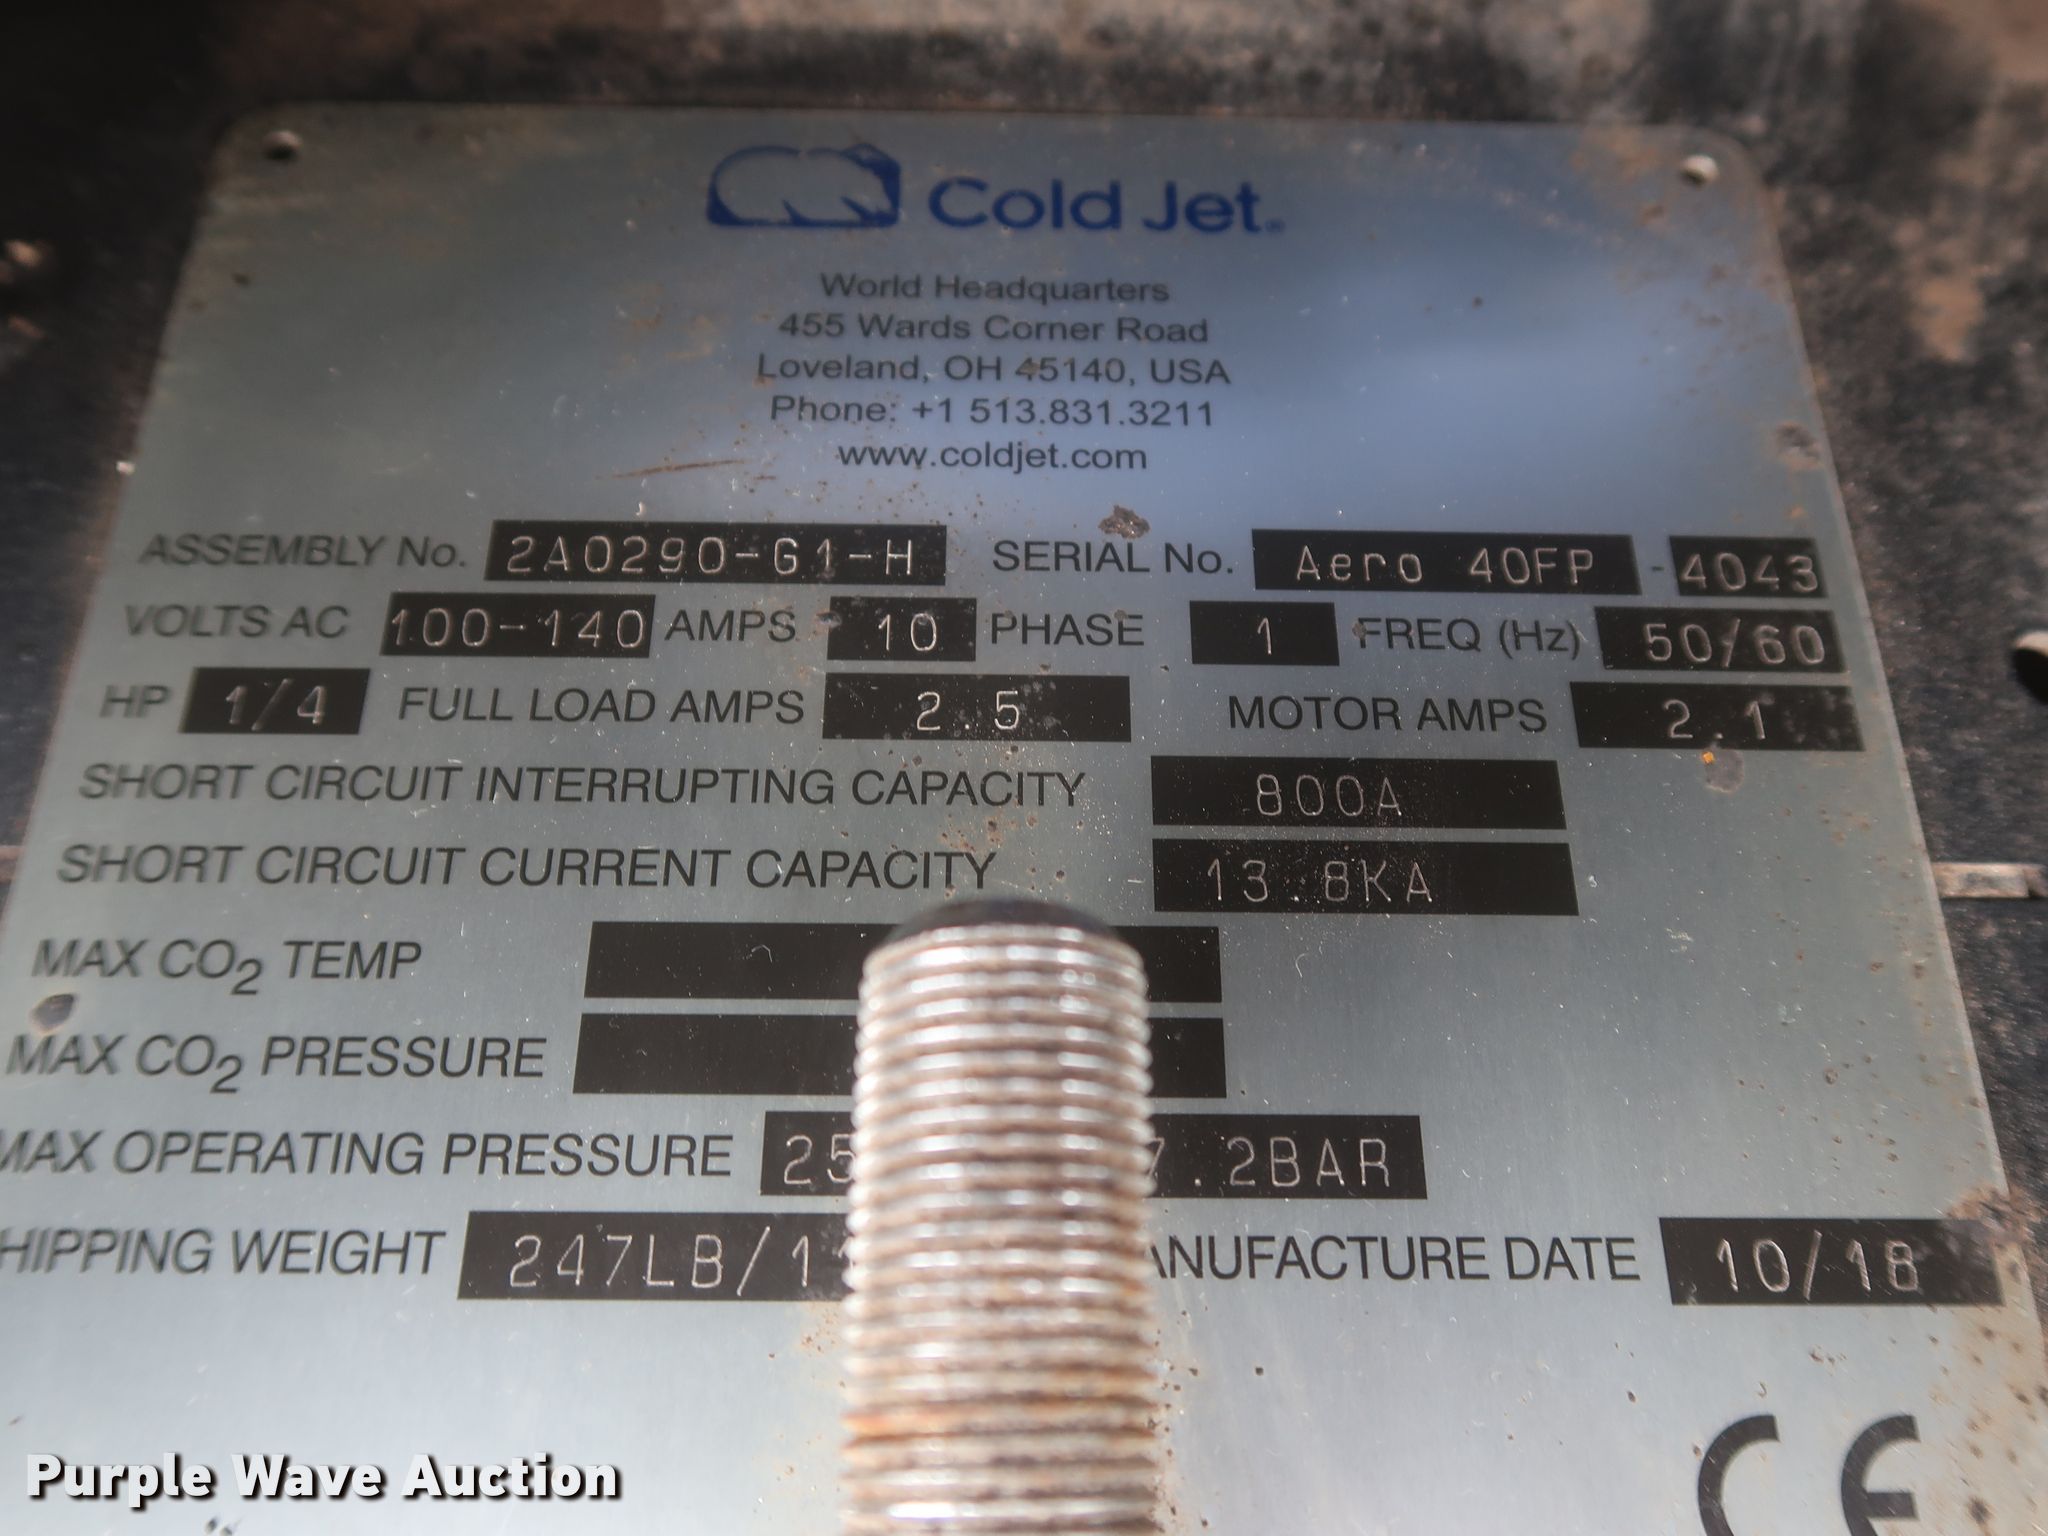 Cold Jet®
World Headquarters
455 Wards Corner Road
Loveland, OH 45140, USA
Phone: +1 513.831.3211
www.coldjet.com
ASSEMBLY No. 2A0290-G1-H SERIAL No. Aero 40FP - 4043
VOLTS AC 100-140 AMPS 10 PHASE 1 FREQ (Hz) 50/60
HP 1/4 FULL LOAD AMPS 2.5 MOTOR AMPS 2.1
SHORT CIRCUIT INTERRUPTING CAPACITY 800A
SHORT CIRCUIT CURRENT CAPACITY 13.8KA
MAX CO2 TEMP
MAX CO2 PRESSURE
MAX OPERATING PRESSURE 25 7.2BAR
HIPPING WEIGHT 247LB/11 ANUFACTURE DATE 10/18
CE
Purple Wave Auction